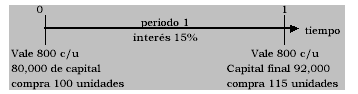 0 1
periodo 1
tiempo
interés 15%
Vale 800 c/u Vale 800 c/u
80,000 de capital Capital final 92,000
compra 100 unidades compra 115 unidades